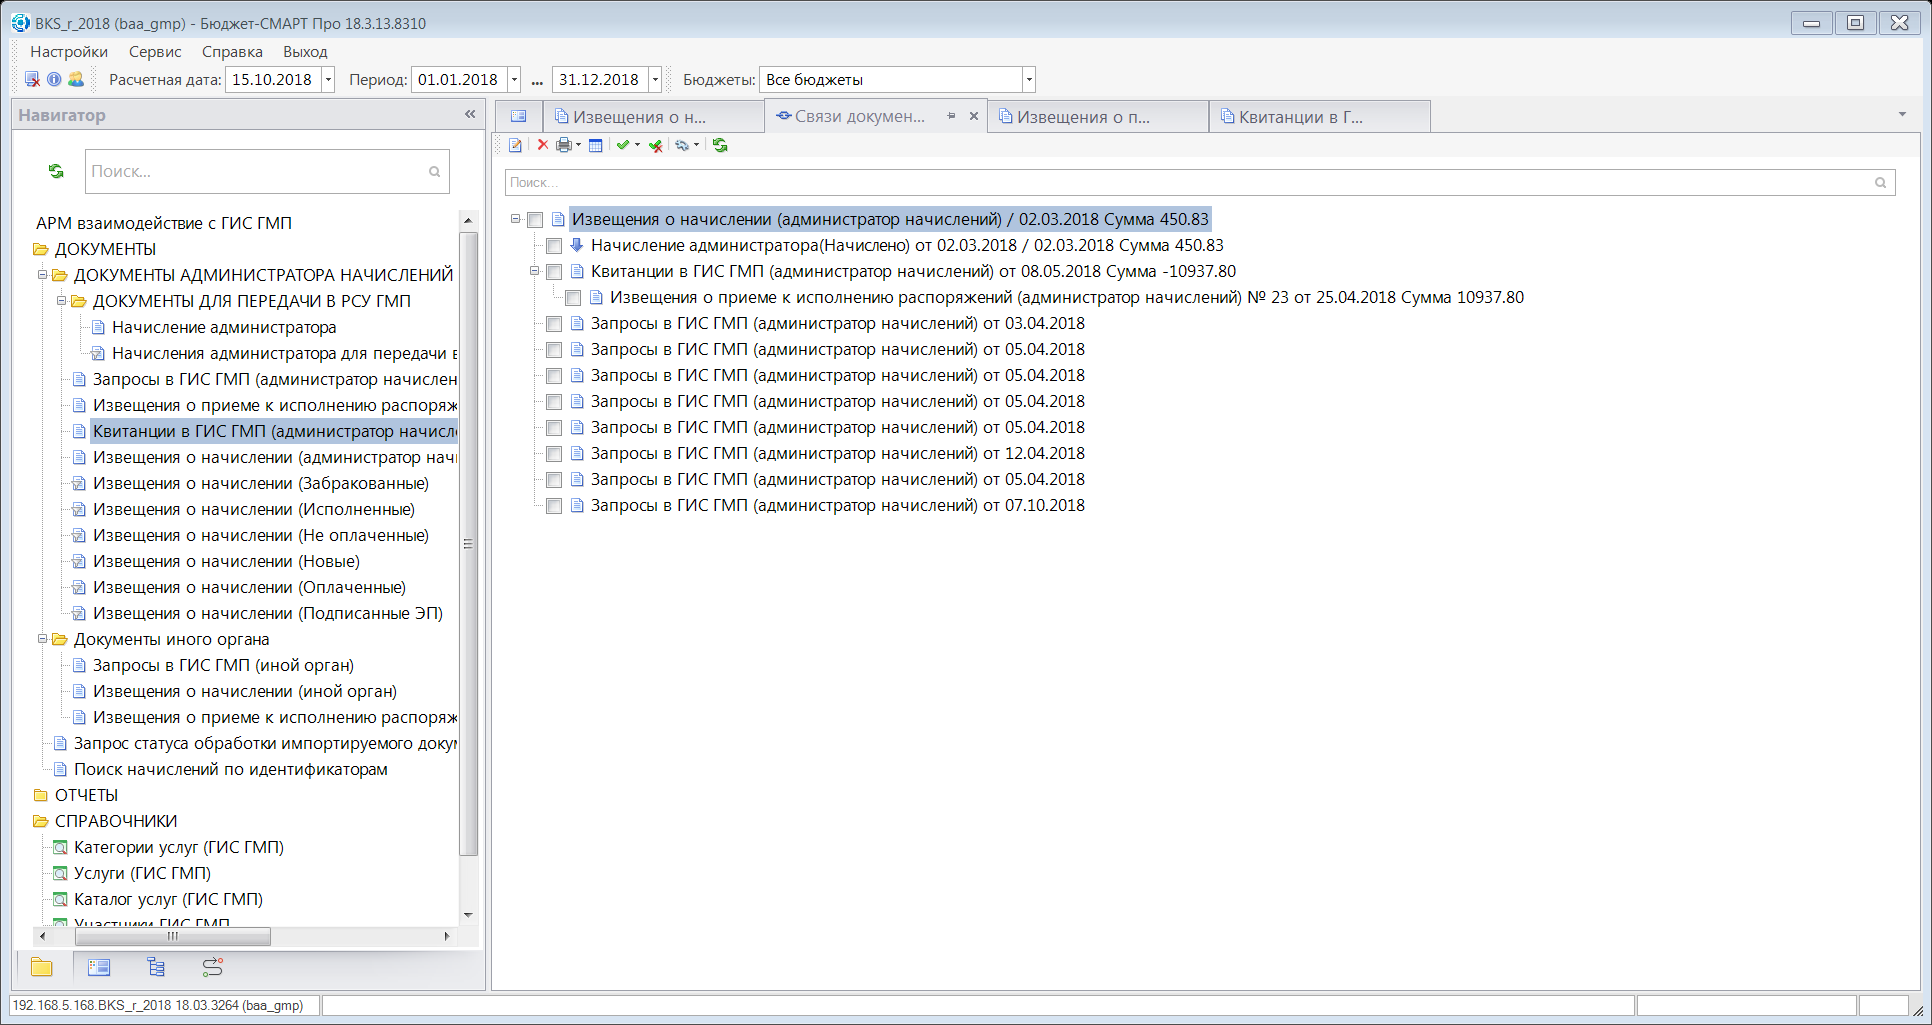 BKS_r_2018 (baa_gmp) - Бюджет-СМАРТ Про 18.3.13.8310
Настройки Сервис Справка Выход
Расчетная дата: 15.10.2018 Период: 01.01.2018 ... 31.12.2018 Бюджеты: Все бюджеты
Навигатор
Поиск...
АРМ взаимодействие с ГИС ГМП
ДОКУМЕНТЫ
ДОКУМЕНТЫ АДМИНИСТРАТОРА НАЧИСЛЕНИЙ
ДОКУМЕНТЫ ДЛЯ ПЕРЕДАЧИ В РСУ ГМП
Начисление администратора
Начисления администратора для передачи в
Запросы в ГИС ГМП (администратор начислен
Извещения о приеме к исполнению распоряж
Квитанции в ГИС ГМП (администратор начисл
Извещения о начислении (администратор нач
Извещения о начислении (Забракованные)
Извещения о начислении (Исполненные)
Извещения о начислении (Не оплаченные)
Извещения о начислении (Новые)
Извещения о начислении (Оплаченные)
Извещения о начислении (Подписанные ЭП)
Документы иного органа
Запросы в ГИС ГМП (иной орган)
Извещения о начислении (иной орган)
Извещения о приеме к исполнению распоряж
Запрос статуса обработки импортируемого доку
Поиск начислений по идентификаторам
ОТЧЕТЫ
СПРАВОЧНИКИ
Категории услуг (ГИС ГМП)
Услуги (ГИС ГМП)
Каталог услуг (ГИС ГМП)
Участники ГИС ГМП
Извещения о н...
Связи докумен...
Извещения о п...
Квитанции в Г...
Поиск...
Извещения о начислении (администратор начислений) / 02.03.2018 Сумма 450.83
Начисление администратора(Начислено) от 02.03.2018 / 02.03.2018 Сумма 450.83
Квитанции в ГИС ГМП (администратор начислений) от 08.05.2018 Сумма -10937.80
Извещения о приеме к исполнению распоряжений (администратор начислений) № 23 от 25.04.2018 Сумма 10937.80
Запросы в ГИС ГМП (администратор начислений) от 03.04.2018
Запросы в ГИС ГМП (администратор начислений) от 05.04.2018
Запросы в ГИС ГМП (администратор начислений) от 05.04.2018
Запросы в ГИС ГМП (администратор начислений) от 05.04.2018
Запросы в ГИС ГМП (администратор начислений) от 05.04.2018
Запросы в ГИС ГМП (администратор начислений) от 12.04.2018
Запросы в ГИС ГМП (администратор начислений) от 05.04.2018
Запросы в ГИС ГМП (администратор начислений) от 07.10.2018
192.168.5.168.BKS_r_2018 18.03.3264 (baa_gmp)